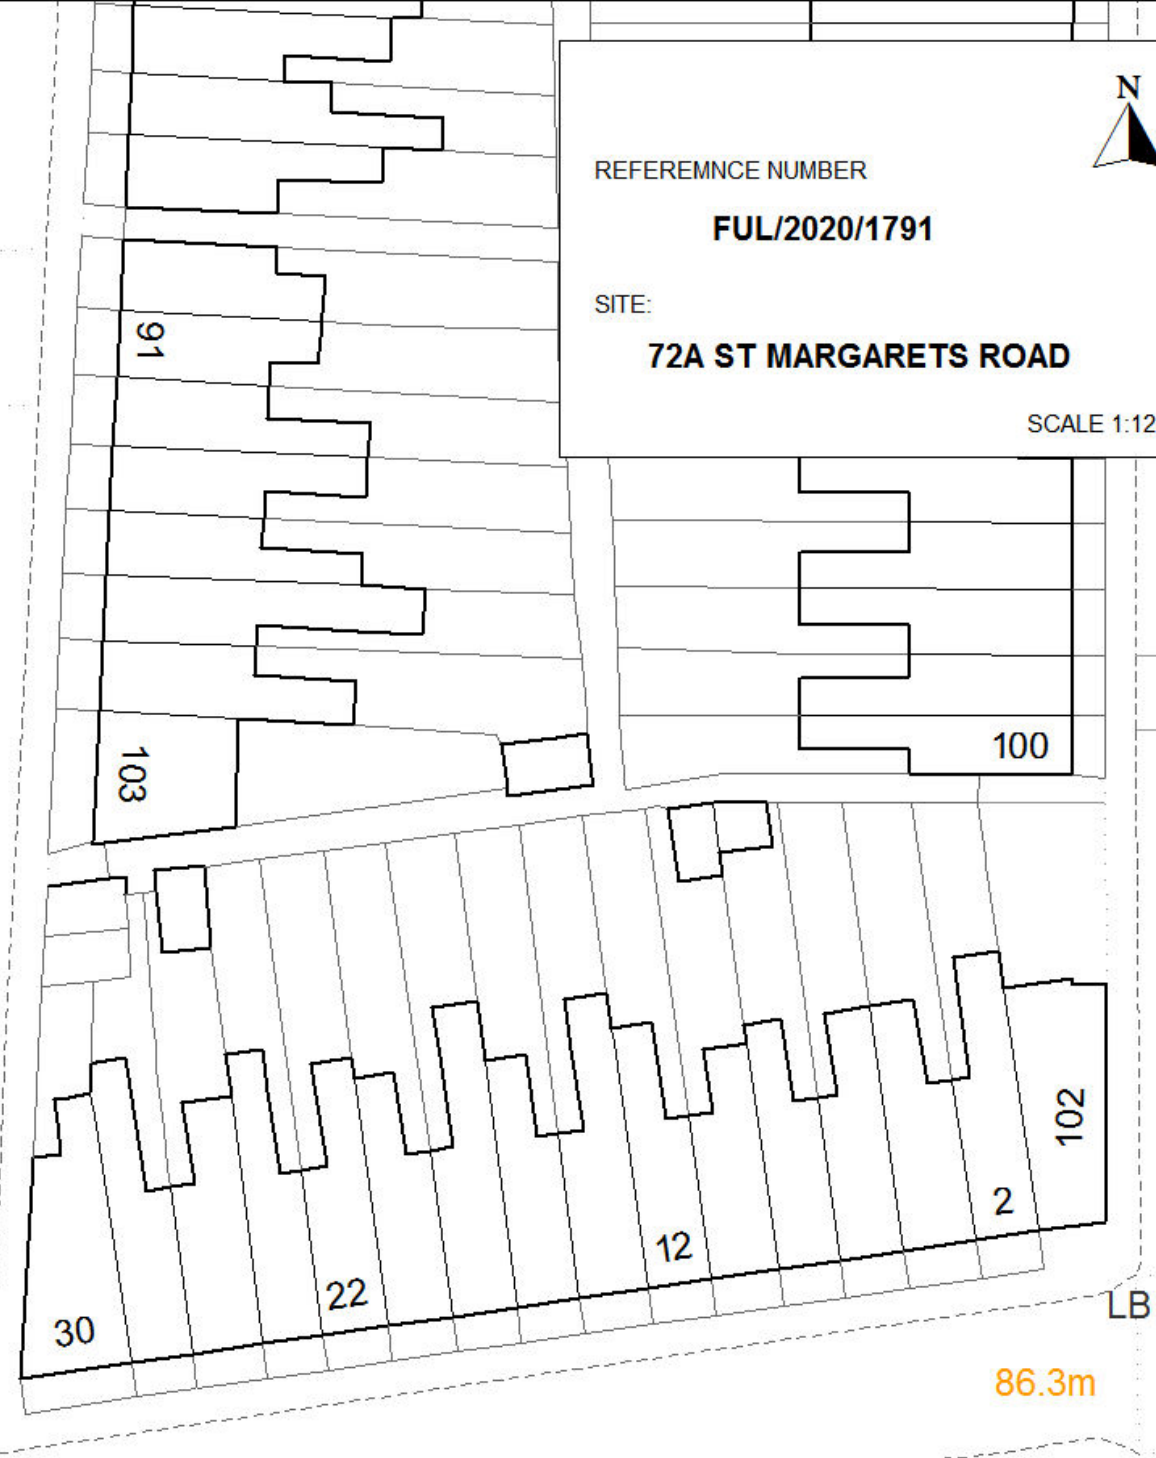 N
REFEREMNCE NUMBER
FUL/2020/1791
SITE:
72A ST MARGARETS ROAD
SCALE 1:12
91
103
100
102
2
12
22
30
LB
86.3m